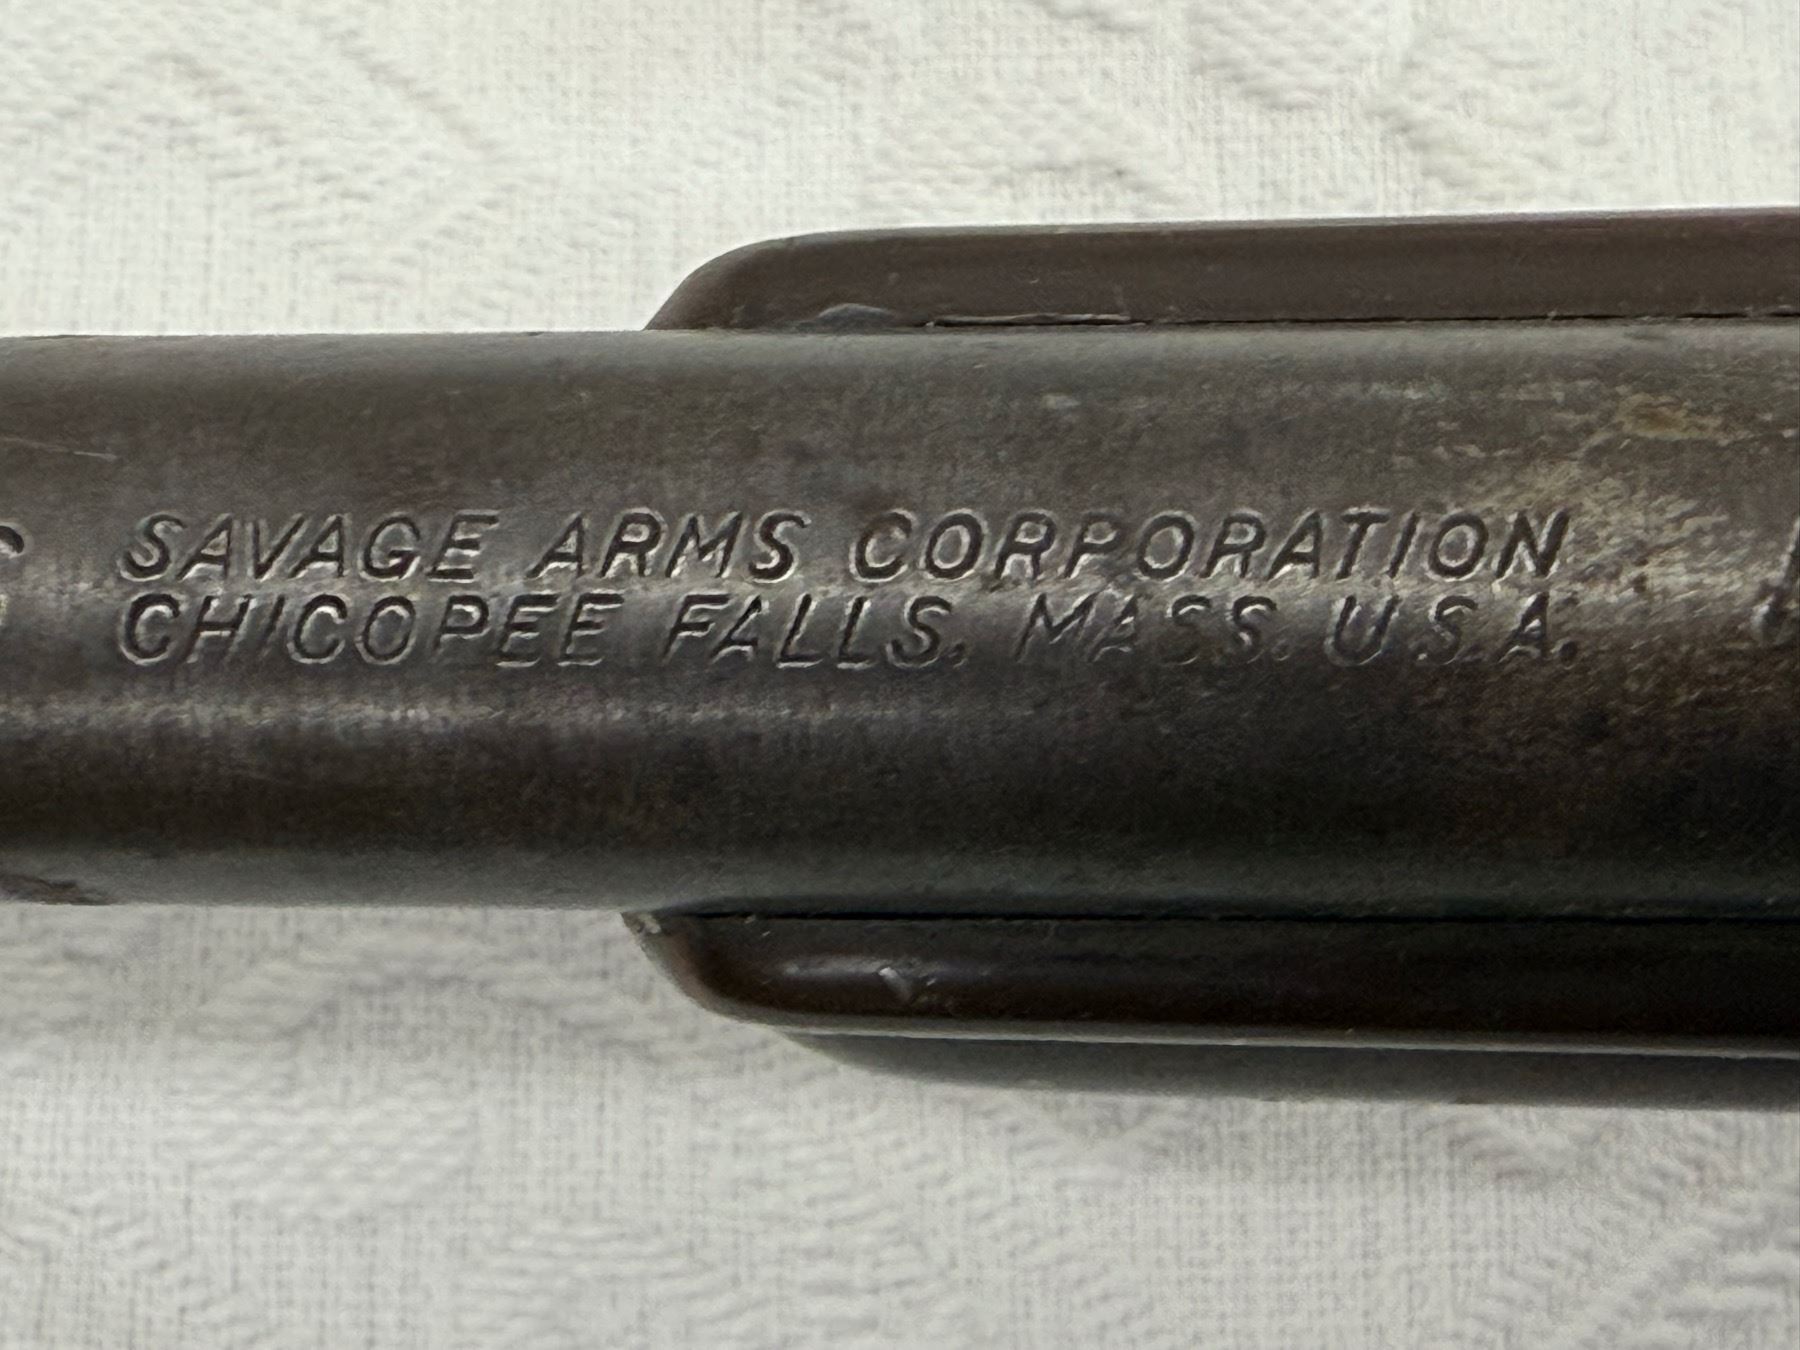 SAVAGE ARMS CORPORATION
CHICOPEE FALLS, MASS. U.S.A.